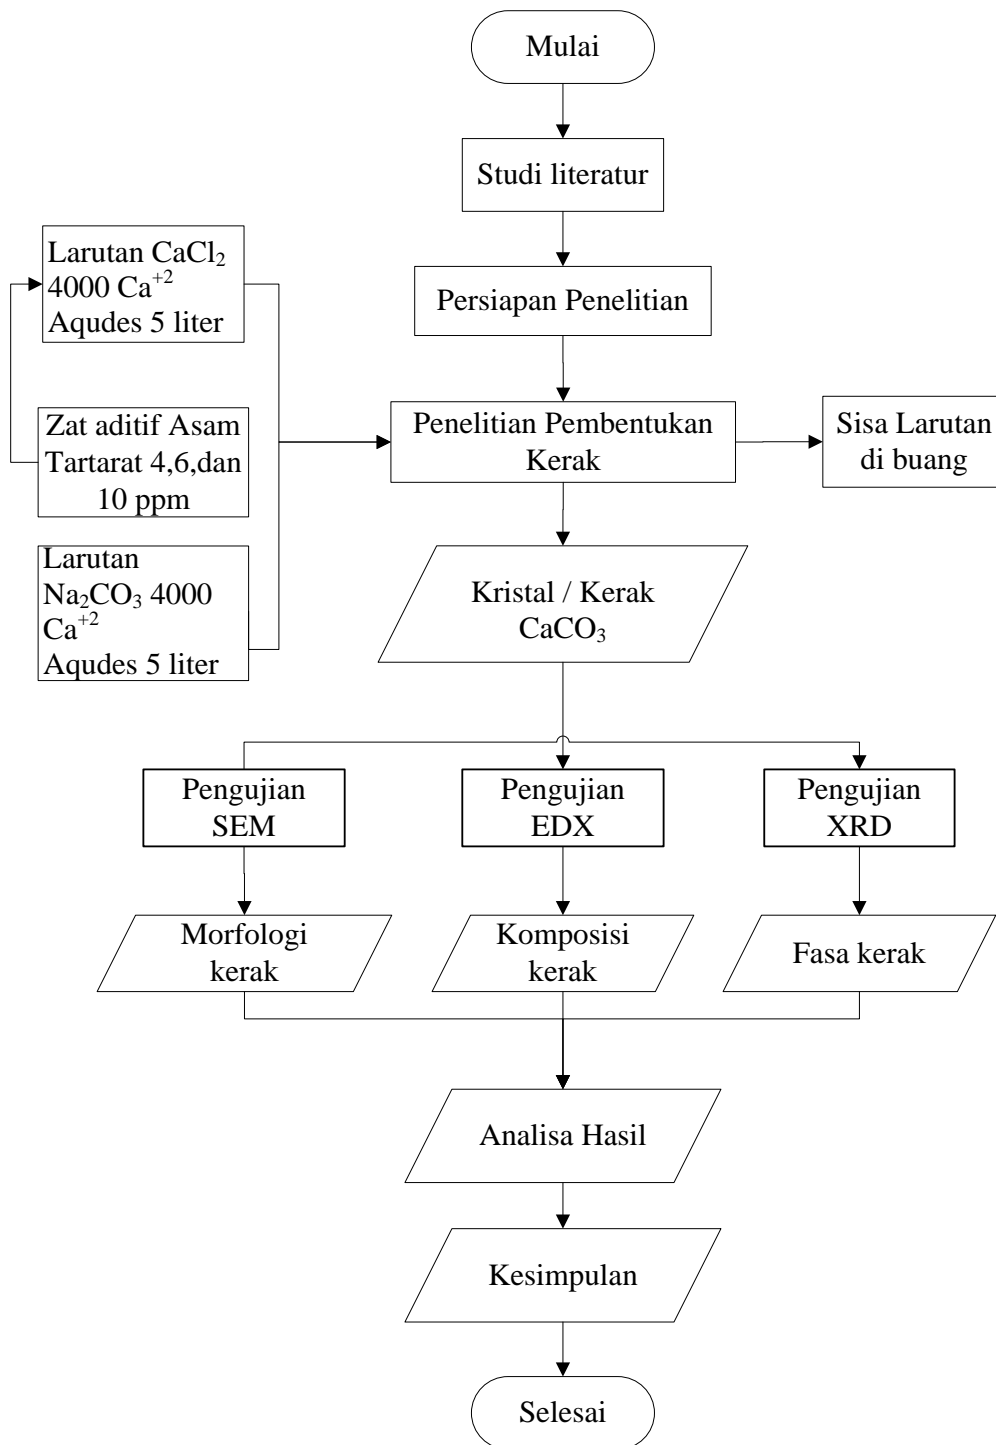 Mulai
Studi literatur
Persiapan Penelitian
Larutan CaCl₂
4000 Ca⁺²
Aqudes 5 liter
Zat aditif Asam
Tartarat 4,6,dan
10 ppm
Larutan
Na₂CO₃ 4000
Ca⁺²
Aqudes 5 liter
Penelitian Pembentukan
Kerak
Sisa Larutan
di buang
Kristal / Kerak
CaCO₃
Pengujian
SEM
Pengujian
EDX
Pengujian
XRD
Morfologi
kerak
Komposisi
kerak
Fasa kerak
Analisa Hasil
Kesimpulan
Selesai